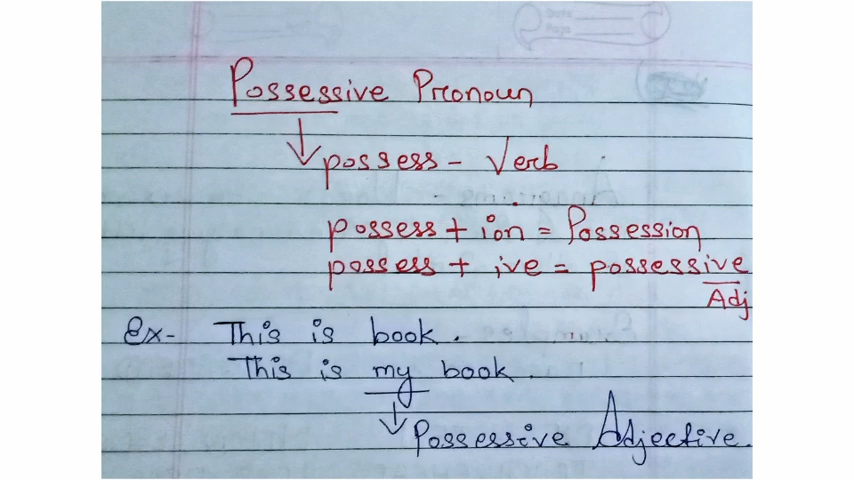 Possessive Pronoun
↓ possess - Verb
possess + ion = Possession
possess + ive = possessive
Adj
Ex- This is book.
This is my book.
↓ Possessive Adjective.